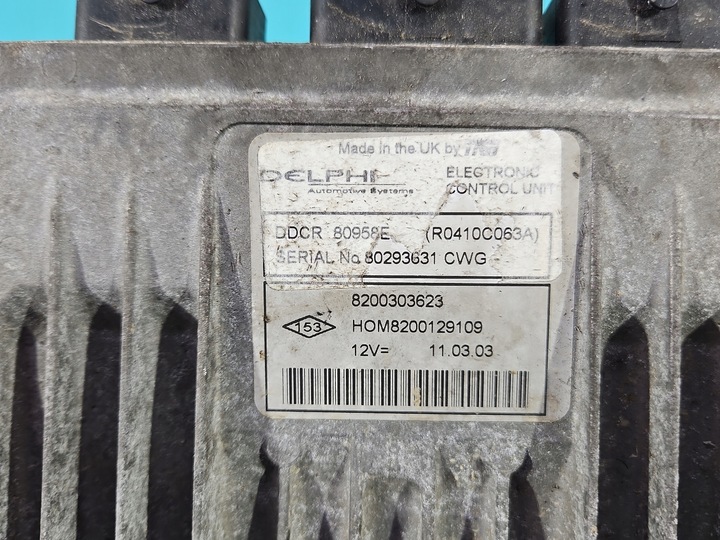 Made in the UK by TRW
DELPHI
Automotive Systems
ELECTRONIC
CONTROL UNIT
DDCR 80958E (R0410C063A)
SERIAL No 80293631 CWG
8200303623
153
HOM8200129109
12V= 11.03.03